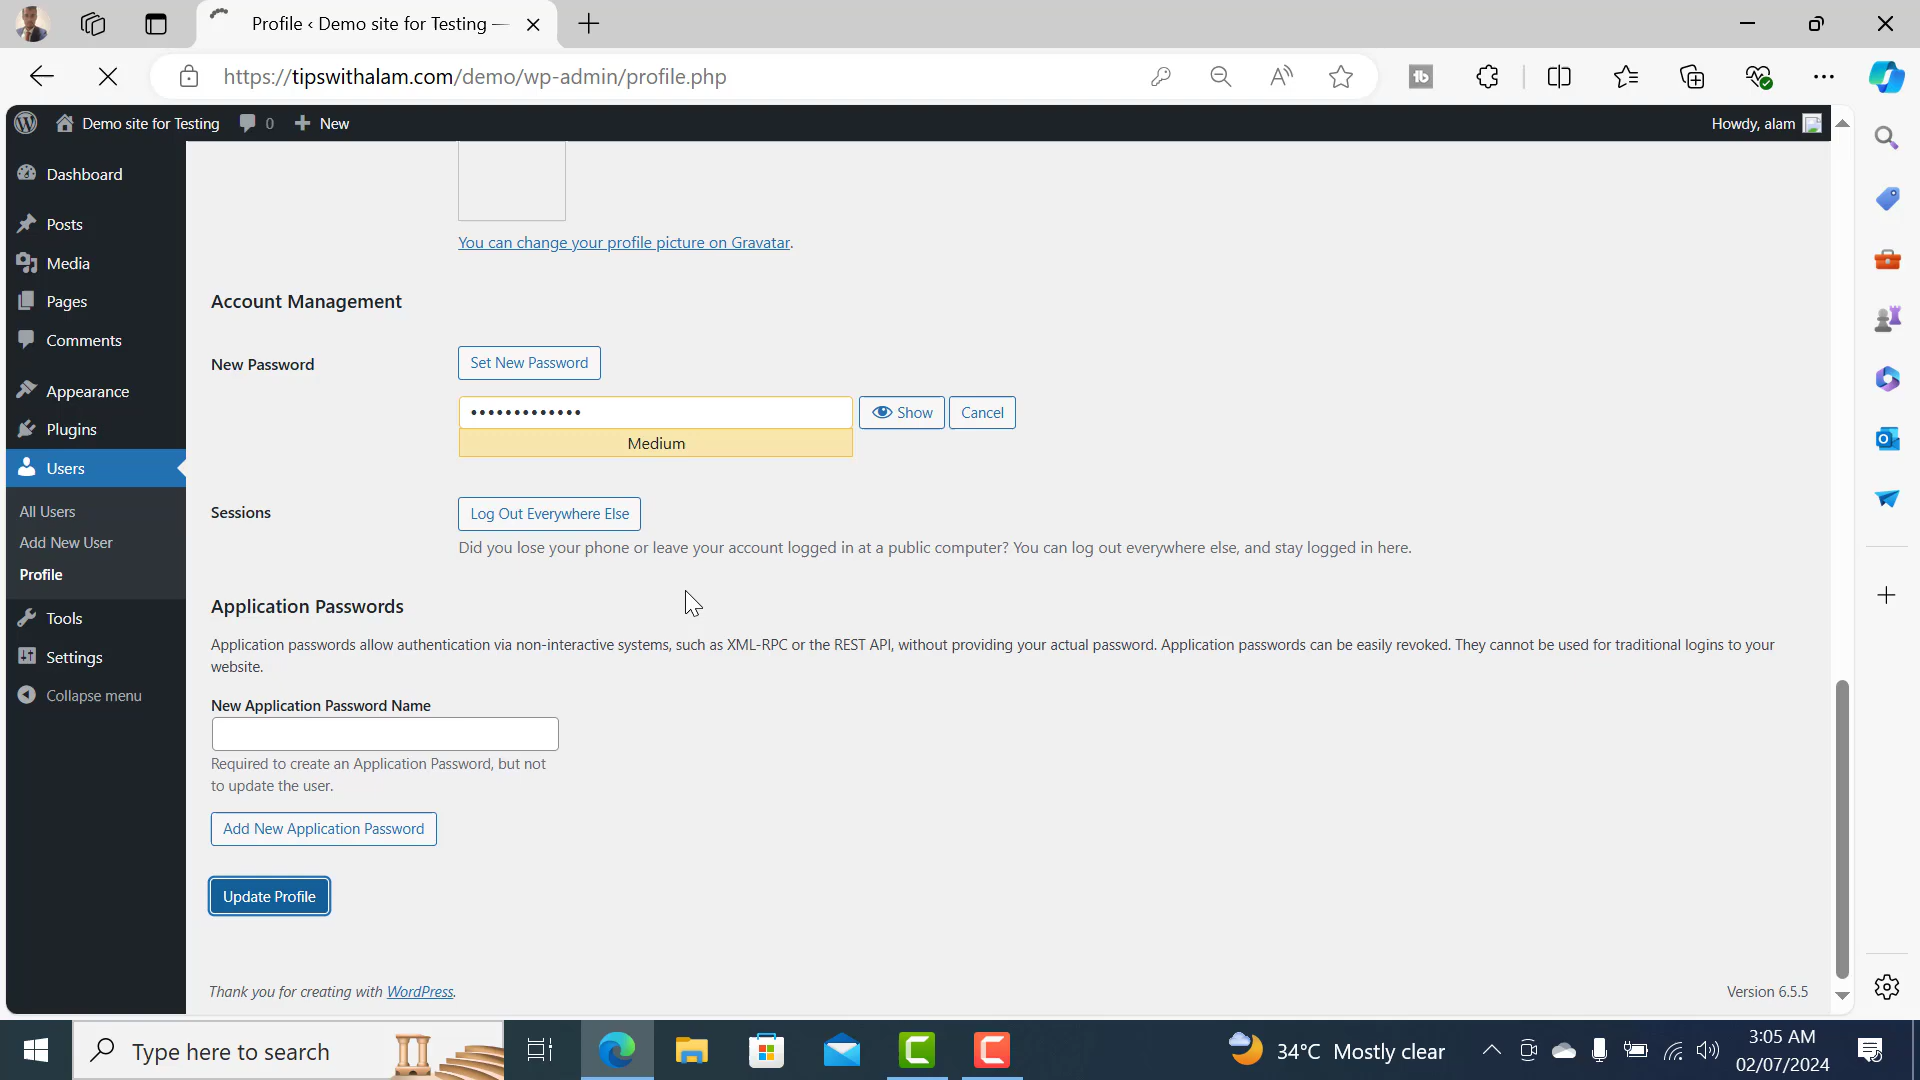 Profile ‹ Demo site for Testing —
https://tipswithalam.com/demo/wp-admin/profile.php
Demo site for Testing
0
New
Howdy, alam
Dashboard
Posts
Media
Pages
Comments
Appearance
Plugins
Users
All Users
Add New User
Profile
Tools
Settings
Collapse menu
You can change your profile picture on Gravatar.
Account Management
New Password
Set New Password
•••••••••••••
Show
Cancel
Medium
Sessions
Log Out Everywhere Else
Did you lose your phone or leave your account logged in at a public computer? You can log out everywhere else, and stay logged in here.
Application Passwords
Application passwords allow authentication via non-interactive systems, such as XML-RPC or the REST API, without providing your actual password. Application passwords can be easily revoked. They cannot be used for traditional logins to your
website.
New Application Password Name
Required to create an Application Password, but not
to update the user.
Add New Application Password
Update Profile
Thank you for creating with WordPress.
Version 6.5.5
Type here to search
34°C Mostly clear
3:05 AM
02/07/2024